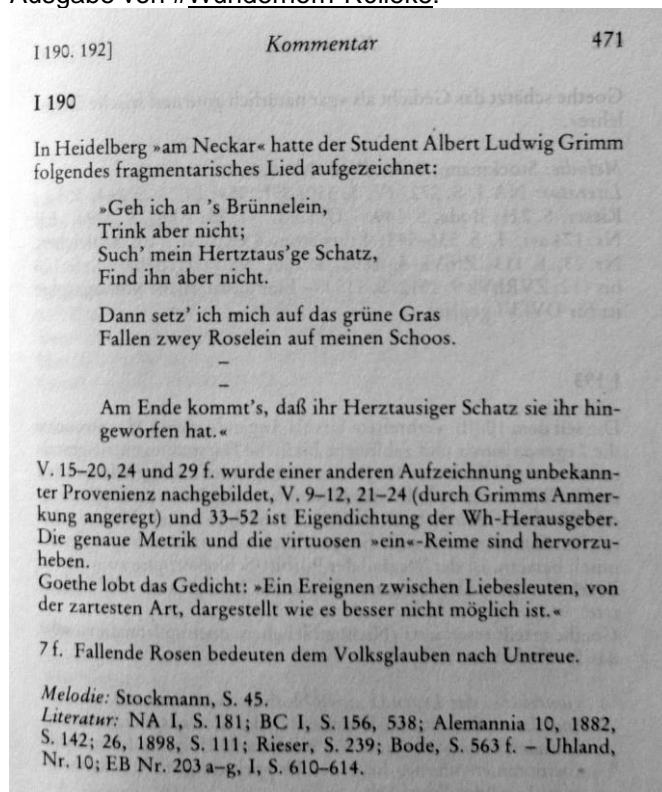 Ausgabe von #Wunderhorn-Rölleke:
I 190. 192] Kommentar 471
I 190
In Heidelberg »am Neckar« hatte der Student Albert Ludwig Grimm
folgendes fragmentarisches Lied aufgezeichnet:
»Geh ich an 's Brünnelein,
Trink aber nicht;
Such' mein Hertztaus'ge Schatz,
Find ihn aber nicht.
Dann setz' ich mich auf das grüne Gras
Fallen zwey Roselein auf meinen Schoos.
–
–
Am Ende kommt's, daß ihr Herztausiger Schatz sie ihr hin-
geworfen hat.«
V. 15–20, 24 und 29 f. wurde einer anderen Aufzeichnung unbekann-
ter Provenienz nachgebildet, V. 9–12, 21–24 (durch Grimms Anmer-
kung angeregt) und 33–52 ist Eigendichtung der Wh-Herausgeber.
Die genaue Metrik und die virtuosen »ein«-Reime sind hervorzu-
heben.
Goethe lobt das Gedicht: »Ein Ereignen zwischen Liebesleuten, von
der zartesten Art, dargestellt wie es besser nicht möglich ist.«
7 f. Fallende Rosen bedeuten dem Volksglauben nach Untreue.
Melodie: Stockmann, S. 45.
Literatur: NA I, S. 181; BC I, S. 156, 538; Alemannia 10, 1882,
S. 142; 26, 1898, S. 111; Rieser, S. 239; Bode, S. 563 f. – Uhland,
Nr. 10; EB Nr. 203 a–g, I, S. 610–614.